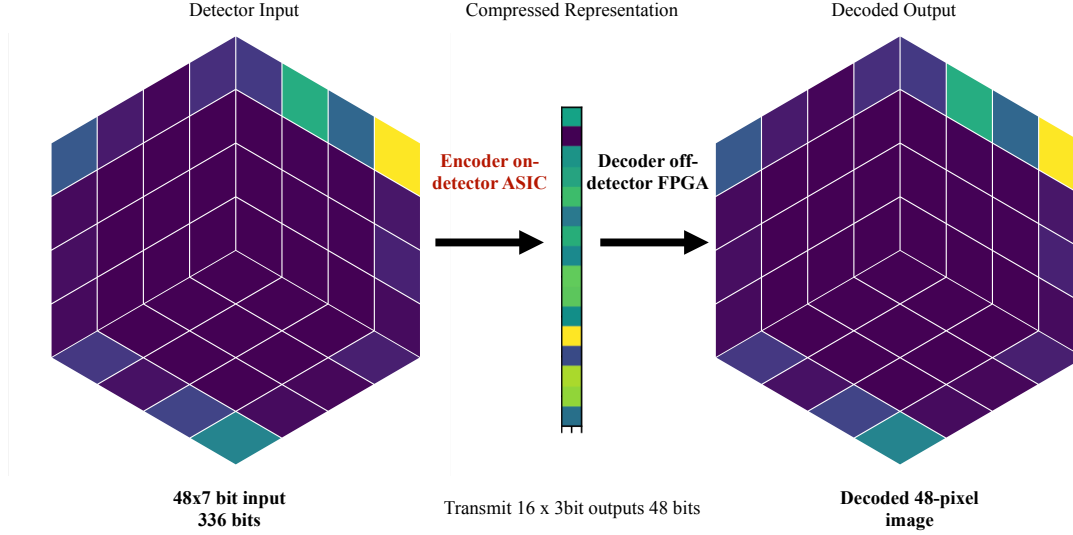 Detector Input
Compressed Representation
Decoded Output
Encoder on-
detector ASIC
Decoder off-
detector FPGA
48x7 bit input
336 bits
Transmit 16 x 3bit outputs 48 bits
Decoded 48-pixel
image